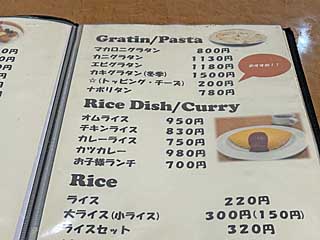 Gratin/Pasta
マカロニグラタン 800円
カニグラタン 1130円
エビグラタン 1180円
カキグラタン(冬季) 1500円
☆(トッピング・チーズ) 200円
ナポリタン 780円
Rice Dish/Curry
オムライス 950円
チキンライス 830円
カレーライス 750円
カツカレー 980円
お子様ランチ 700円
Rice
ライス 220円
大ライス(小ライス) 300円(150円)
ライスセット 320円